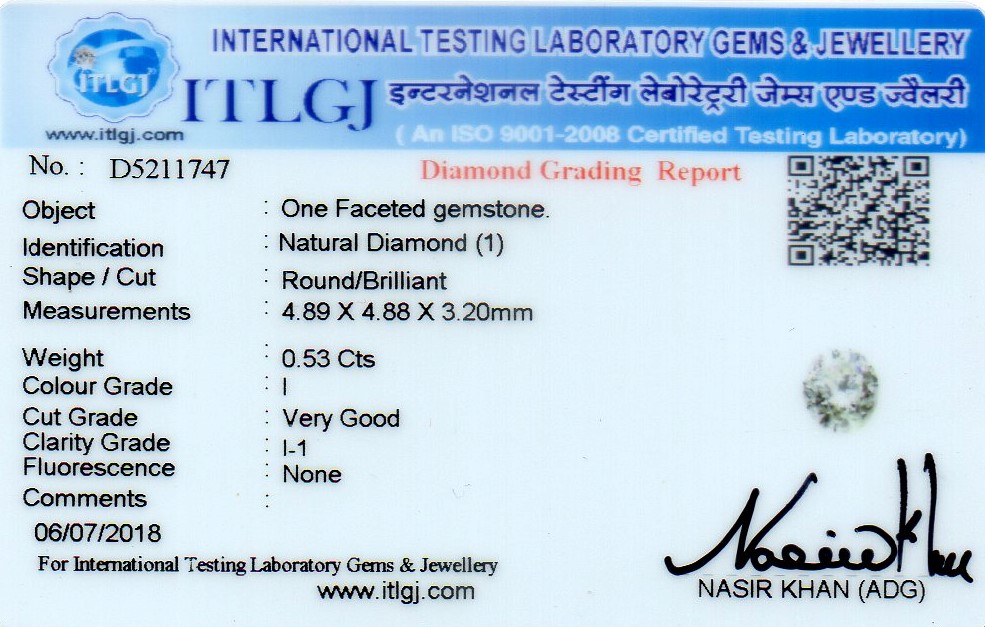 INTERNATIONAL TESTING LABORATORY GEMS & JEWELLERY
ITLGJ
ITLGJ
इन्टरनेशनल टेस्टींग लेबोरेट्ररी जेम्स एण्ड ज्वैलरी
www.itlgj.com
( An ISO 9001-2008 Certified Testing Laboratory)
No. : D5211747
Diamond Grading Report
Object : One Faceted gemstone.
Identification : Natural Diamond (1)
Shape / Cut : Round/Brilliant
Measurements : 4.89 X 4.88 X 3.20mm
Weight : 0.53 Cts
Colour Grade : I
Cut Grade : Very Good
Clarity Grade : I-1
Fluorescence : None
Comments :
06/07/2018
For International Testing Laboratory Gems & Jewellery
www.itlgj.com
Nasir Khan
NASIR KHAN (ADG)